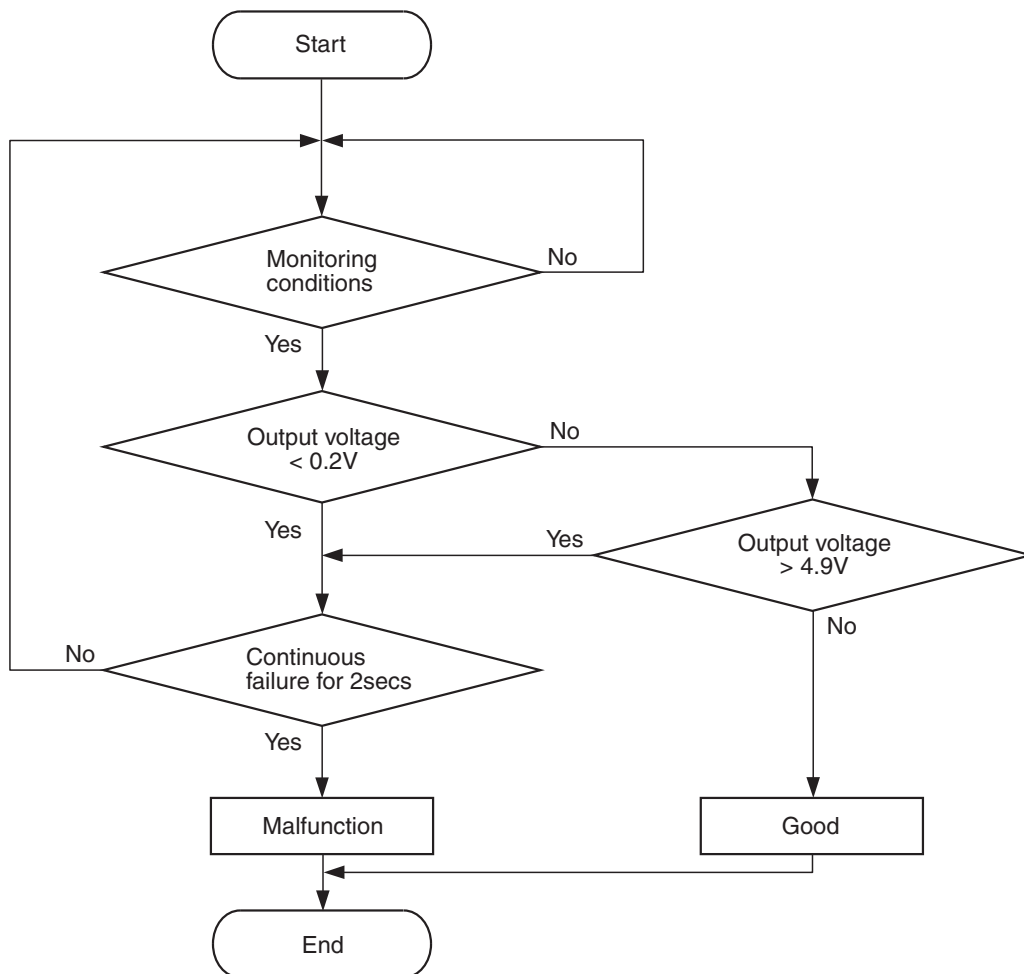 Start
Monitoring
conditions
No
Yes
Output voltage
< 0.2V
No
Yes
Yes
Output voltage
> 4.9V
No
No
Continuous
failure for 2secs
Yes
Malfunction
Good
End